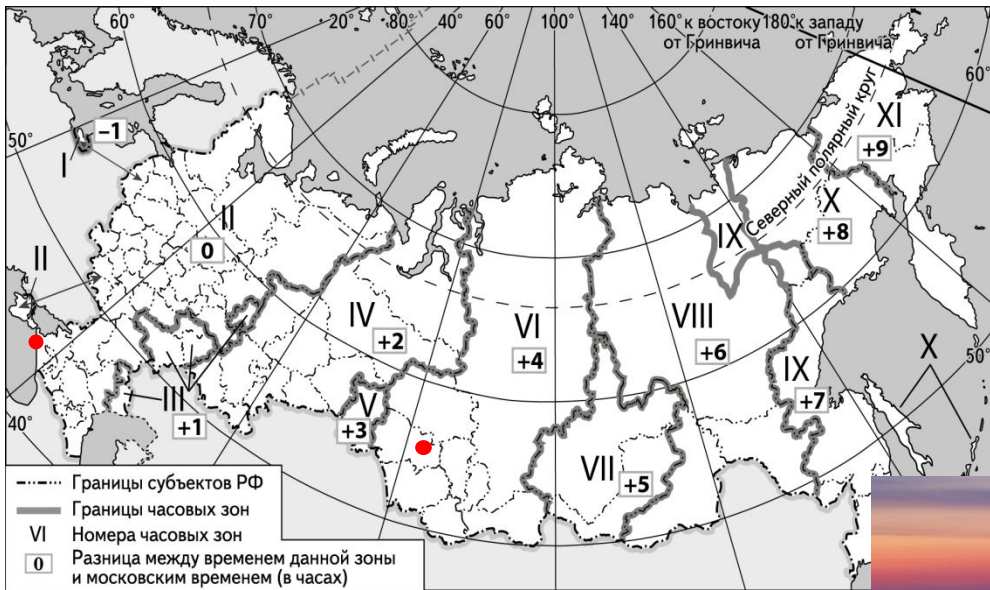 60° 70° 20° 80° 40° 60° 80° 100° 140° 160° к востоку от Гринвича 180° к западу от Гринвича
60°
50°
I
–1
XI
+9
Северный полярный круг
II
0
IX
X
+8
II
IV
+2
VI
+4
VIII
+6
X
50°
IX
+7
III
+1
V
+3
40°
VII
+5
Границы субъектов РФ
Границы часовых зон
VI Номера часовых зон
0 Разница между временем данной зоны
и московским временем (в часах)